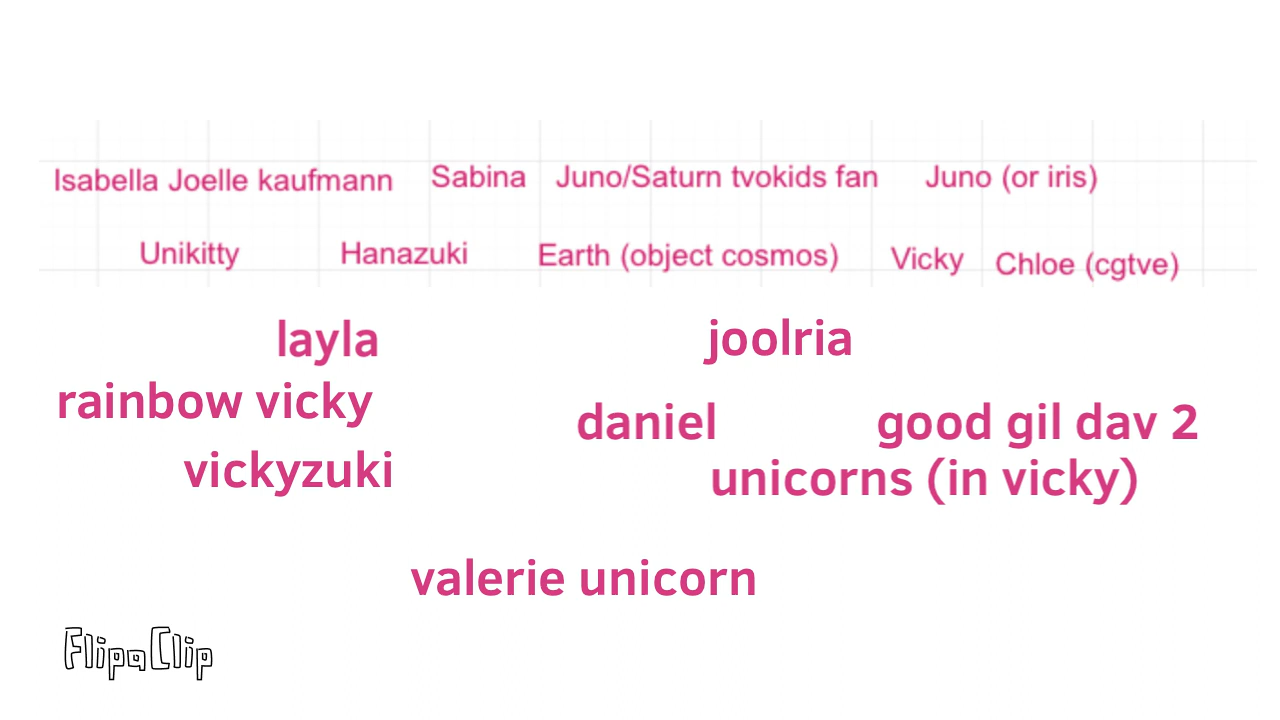 Isabella Joelle kaufmann Sabina Juno/Saturn tvokids fan Juno (or iris)
Unikitty Hanazuki Earth (object cosmos) Vicky Chloe (cgtve)
layla joolria
rainbow vicky daniel good gil dav 2
vickyzuki unicorns (in vicky)
valerie unicorn
FlipaClip